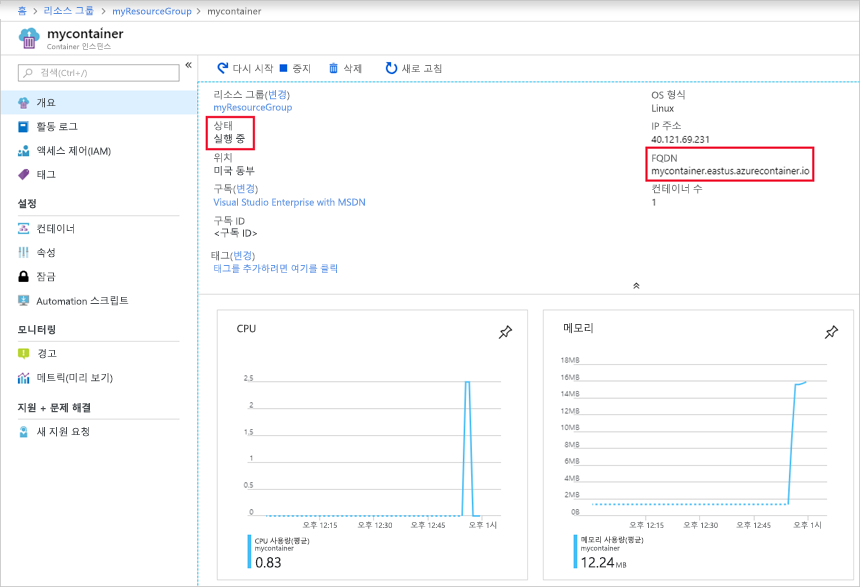 홈 > 리소스 그룹 > myResourceGroup > mycontainer
mycontainer
Container 인스턴스
검색(Ctrl+/)
«
개요
활동 로그
액세스 제어(IAM)
태그
설정
컨테이너
속성
잠금
Automation 스크립트
모니터링
경고
메트릭(미리 보기)
지원 + 문제 해결
새 지원 요청
다시 시작 중지 삭제 새로 고침
리소스 그룹(변경)
myResourceGroup
상태
실행 중
위치
미국 동부
구독(변경)
Visual Studio Enterprise with MSDN
구독 ID
<구독 ID>
태그(변경)
태그를 추가하려면 여기를 클릭
OS 형식
Linux
IP 주소
40.121.69.231
FQDN
mycontainer.eastus.azurecontainer.io
컨테이너 수
1
CPU
2.5
2
1.5
1
0.5
0
오후 12:15 오후 12:30 오후 12:45 오후 1시
CPU 사용량(평균)
mycontainer
0.83
메모리
18MB
16MB
14MB
12MB
10MB
8MB
6MB
4MB
2MB
0B
오후 12:15 오후 12:30 오후 12:45 오후 1시
메모리 사용량(평균)
mycontainer
12.24 MB